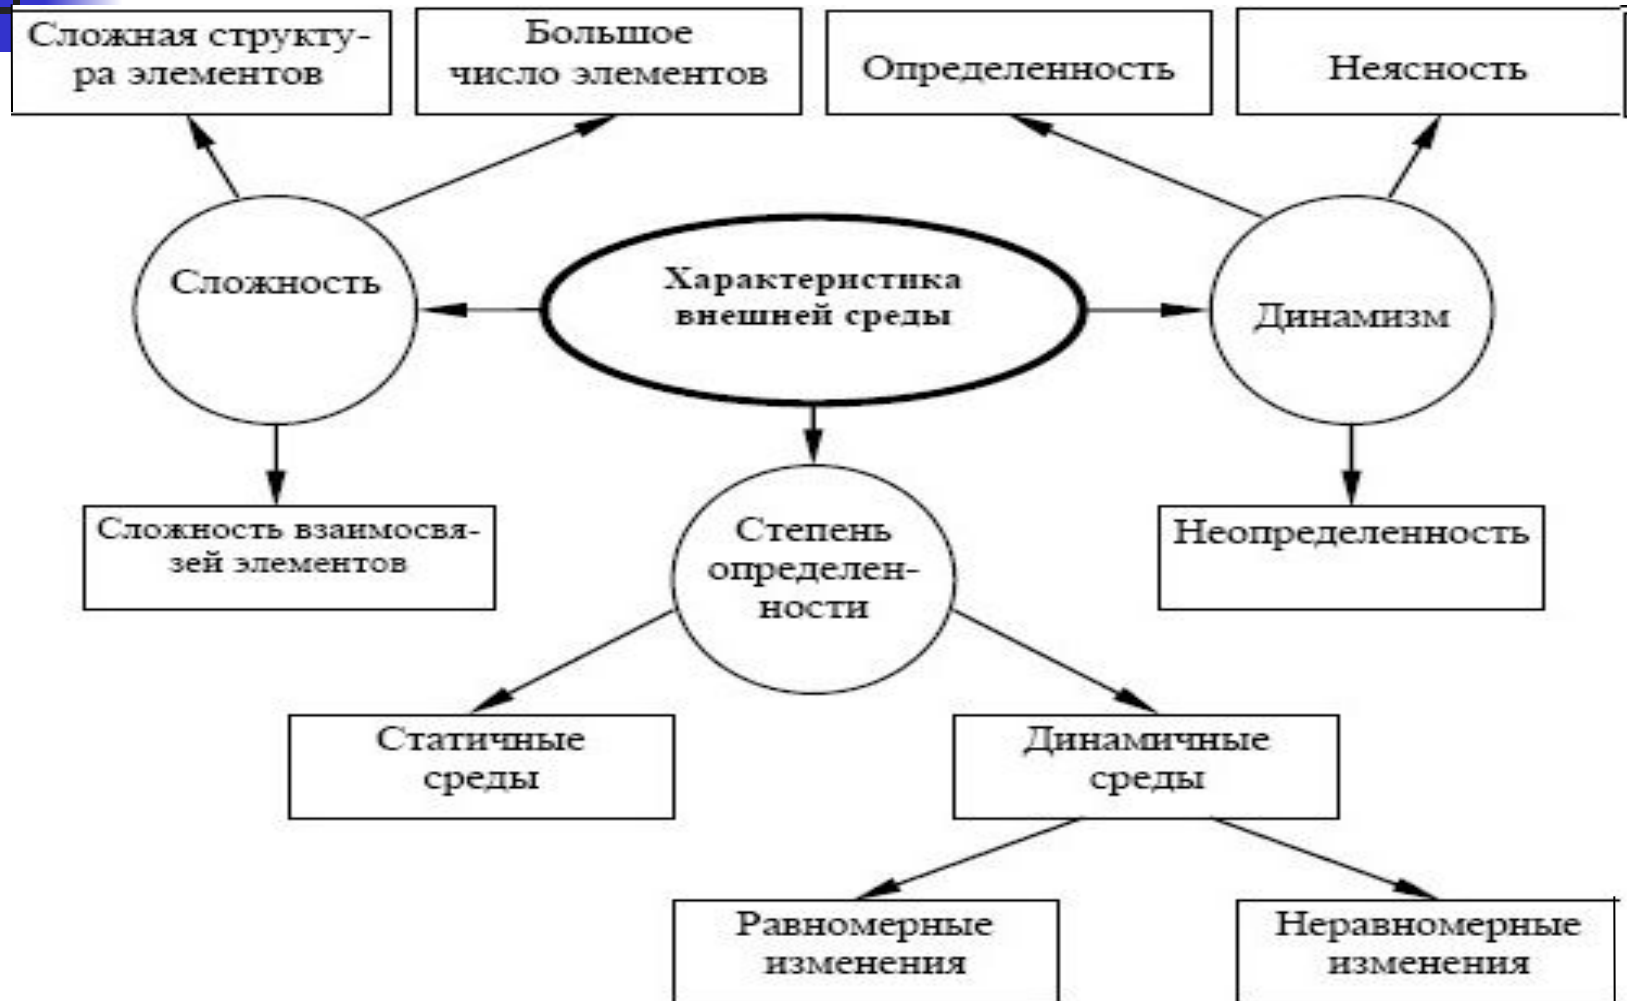 Сложная структу-
ра элементов
Большое
число элементов
Определенность
Неясность
Сложность
Характеристика
внешней среды
Динамизм
Сложность взаимосвя-
зей элементов
Степень
определен-
ности
Неопределенность
Статичные
среды
Динамичные
среды
Равномерные
изменения
Неравномерные
изменения